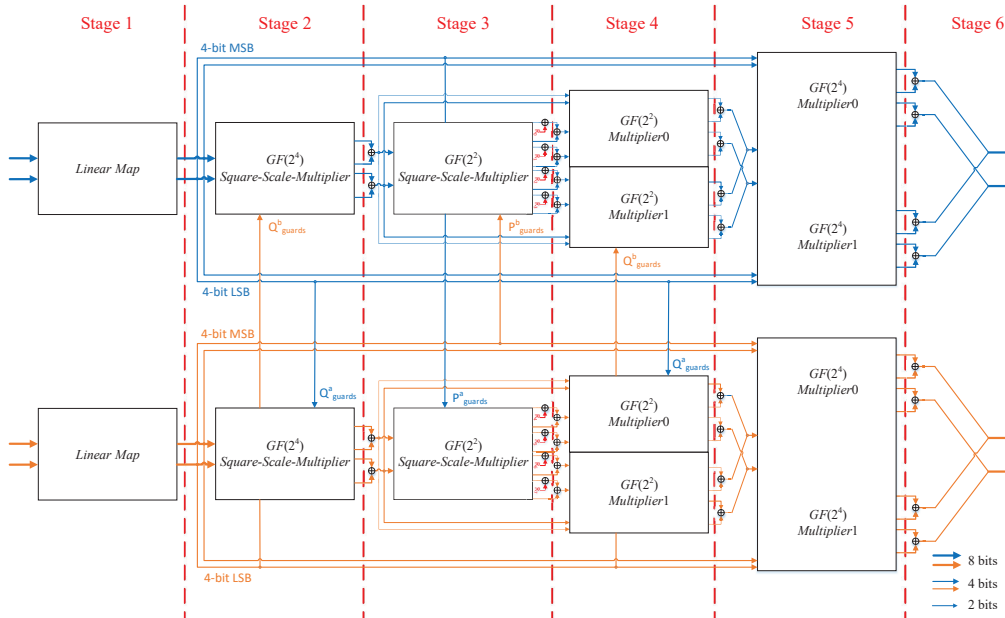 Stage 1
Stage 2
Stage 3
Stage 4
Stage 5
Stage 6
4-bit MSB
Linear Map
GF(2⁴)
Square-Scale-Multiplier
GF(2²)
Square-Scale-Multiplier
GF(2²)
Multiplier0
GF(2²)
Multiplier1
GF(2⁴)
Multiplier0
GF(2⁴)
Multiplier1
Qᵇguards
Pᵇguards
Qᵇguards
4-bit LSB
4-bit MSB
Qᵃguards
Pᵃguards
Qᵃguards
Linear Map
GF(2⁴)
Square-Scale-Multiplier
GF(2²)
Square-Scale-Multiplier
GF(2²)
Multiplier0
GF(2²)
Multiplier1
GF(2⁴)
Multiplier0
GF(2⁴)
Multiplier1
4-bit LSB
8 bits
4 bits
2 bits